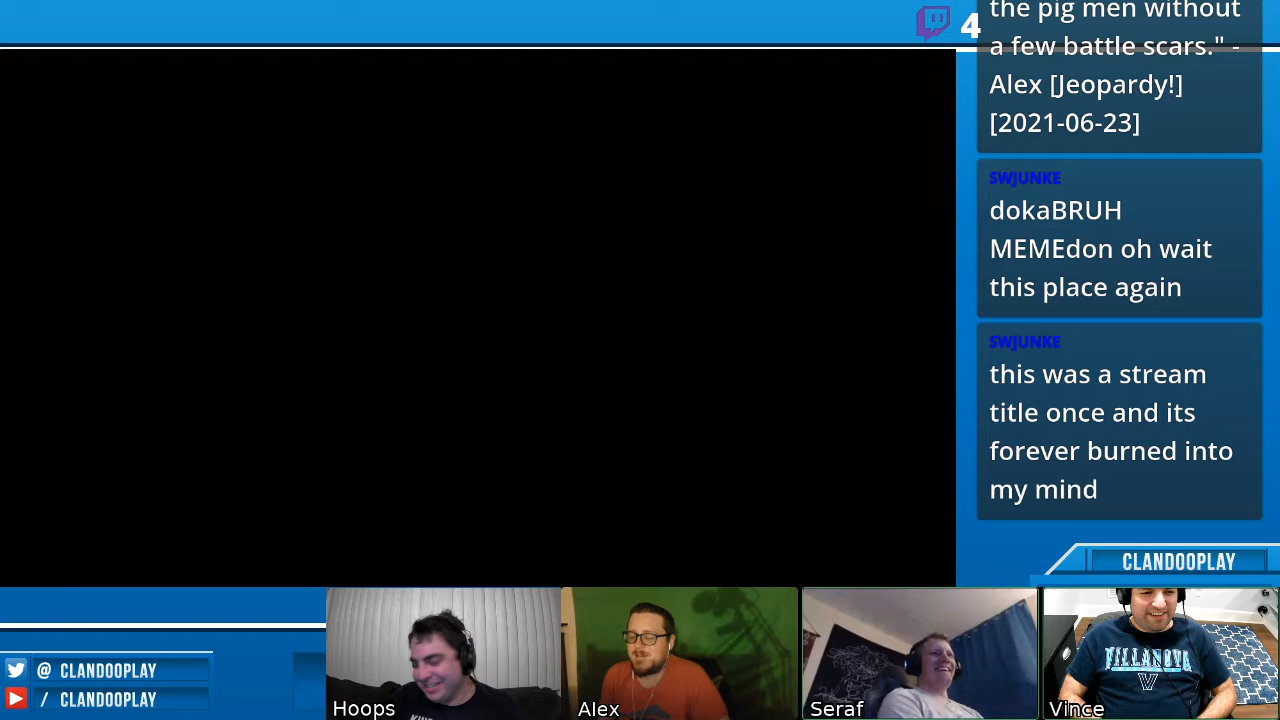 4
the pig men without
a few battle scars." -
Alex [Jeopardy!]
[2021-06-23]
SWJUNKE
dokaBRUH
MEMEdon oh wait
this place again
SWJUNKE
this was a stream
title once and its
forever burned into
my mind
CLANDOOPLAY
@ CLANDOOPLAY
/ CLANDOOPLAY
Hoops
Alex
Seraf
VILLANOVA
V
Vince